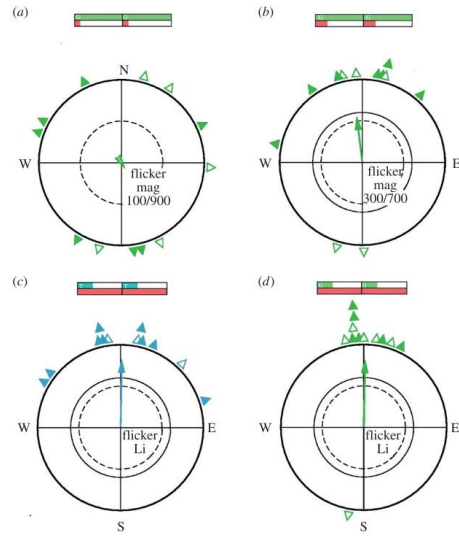 (a)
G G
N
W
flicker
mag
100/900
(b)
G G
W E
flicker
mag
300/700
(c)
W E
flicker
Li
S
(d)
W E
flicker
Li
S